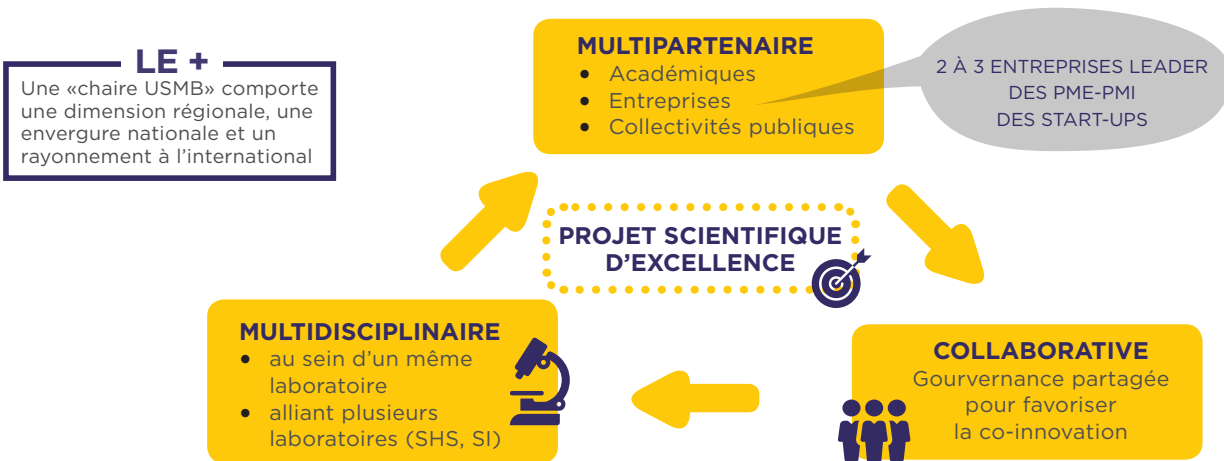 LE +
Une «chaire USMB» comporte
une dimension régionale, une
envergure nationale et un
rayonnement à l'international
MULTIPARTENAIRE
• Académiques
• Entreprises
• Collectivités publiques
2 À 3 ENTREPRISES LEADER
DES PME-PMI
DES START-UPS
PROJET SCIENTIFIQUE
D'EXCELLENCE
MULTIDISCIPLINAIRE
• au sein d'un même
laboratoire
• alliant plusieurs
laboratoires (SHS, SI)
COLLABORATIVE
Gourvernance partagée
pour favoriser
la co-innovation